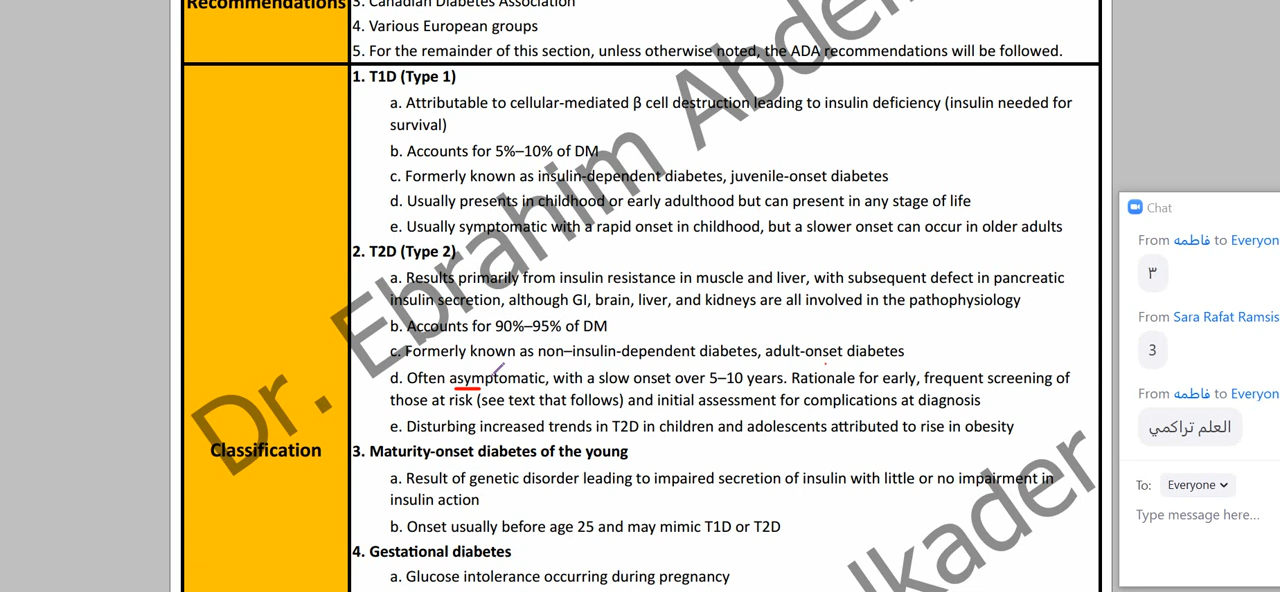 Recommendations
3. Canadian Diabetes Association
4. Various European groups
5. For the remainder of this section, unless otherwise noted, the ADA recommendations will be followed.
Classification
1. T1D (Type 1)
a. Attributable to cellular-mediated β cell destruction leading to insulin deficiency (insulin needed for
survival)
b. Accounts for 5%–10% of DM
c. Formerly known as insulin-dependent diabetes, juvenile-onset diabetes
d. Usually presents in childhood or early adulthood but can present in any stage of life
e. Usually symptomatic with a rapid onset in childhood, but a slower onset can occur in older adults
2. T2D (Type 2)
a. Results primarily from insulin resistance in muscle and liver, with subsequent defect in pancreatic
insulin secretion, although GI, brain, liver, and kidneys are all involved in the pathophysiology
b. Accounts for 90%–95% of DM
c. Formerly known as non–insulin-dependent diabetes, adult-onset diabetes
d. Often asymptomatic, with a slow onset over 5–10 years. Rationale for early, frequent screening of
those at risk (see text that follows) and initial assessment for complications at diagnosis
e. Disturbing increased trends in T2D in children and adolescents attributed to rise in obesity
3. Maturity-onset diabetes of the young
a. Result of genetic disorder leading to impaired secretion of insulin with little or no impairment in
insulin action
b. Onset usually before age 25 and may mimic T1D or T2D
4. Gestational diabetes
a. Glucose intolerance occurring during pregnancy
Dr. Ebrahim Abde
lkader
Chat
From فاطمه to Everyon
٣
From Sara Rafat Ramsis
3
From فاطمه to Everyon
العلم تراكمي
To: Everyone
Type message here...